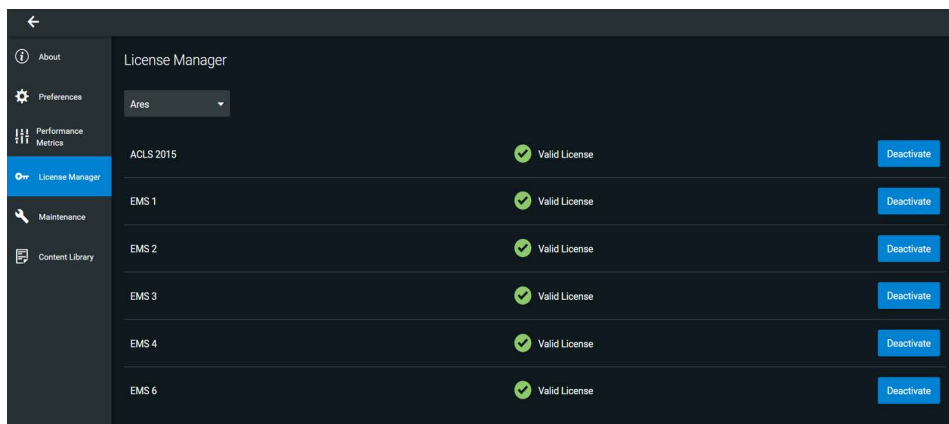 About
Preferences
Performance
Metrics
License Manager
Maintenance
Content Library
License Manager
Ares
ACLS 2015 Valid License Deactivate
EMS 1 Valid License Deactivate
EMS 2 Valid License Deactivate
EMS 3 Valid License Deactivate
EMS 4 Valid License Deactivate
EMS 6 Valid License Deactivate